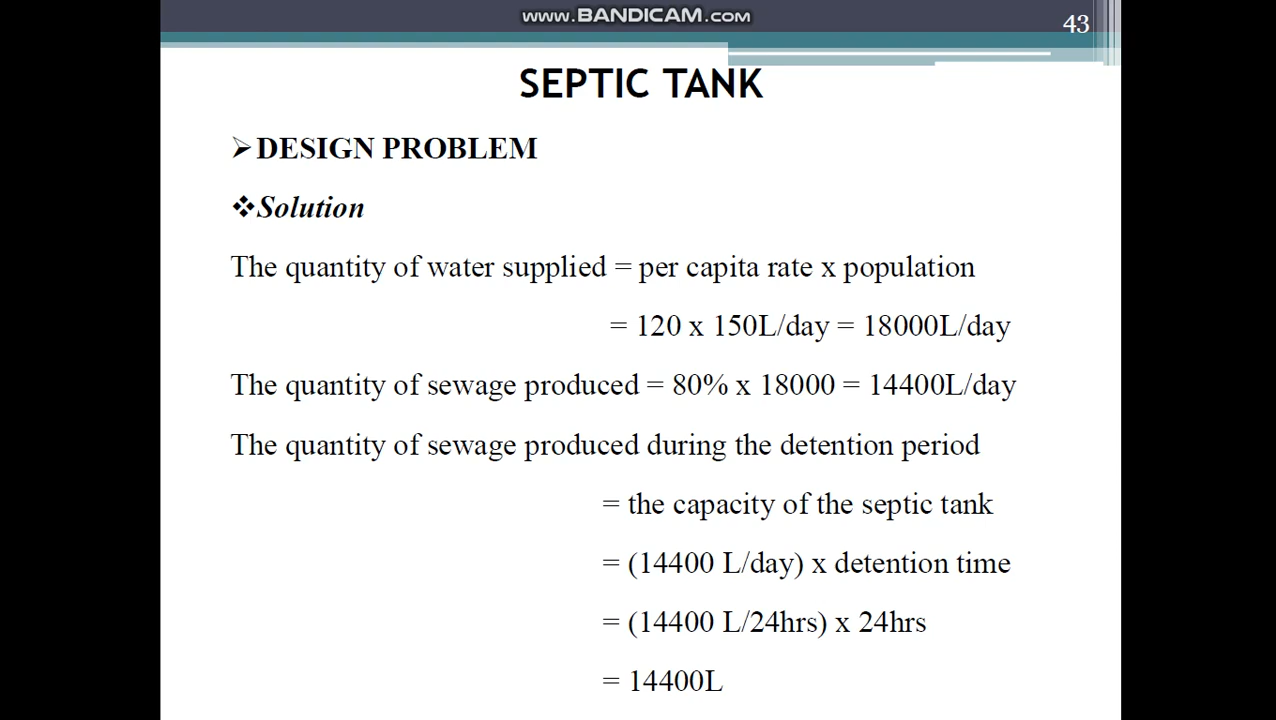 WWW.BANDICAM.COM
43
SEPTIC TANK
➢DESIGN PROBLEM
❖Solution
The quantity of water supplied = per capita rate x population
= 120 x 150L/day = 18000L/day
The quantity of sewage produced = 80% x 18000 = 14400L/day
The quantity of sewage produced during the detention period
= the capacity of the septic tank
= (14400 L/day) x detention time
= (14400 L/24hrs) x 24hrs
= 14400L